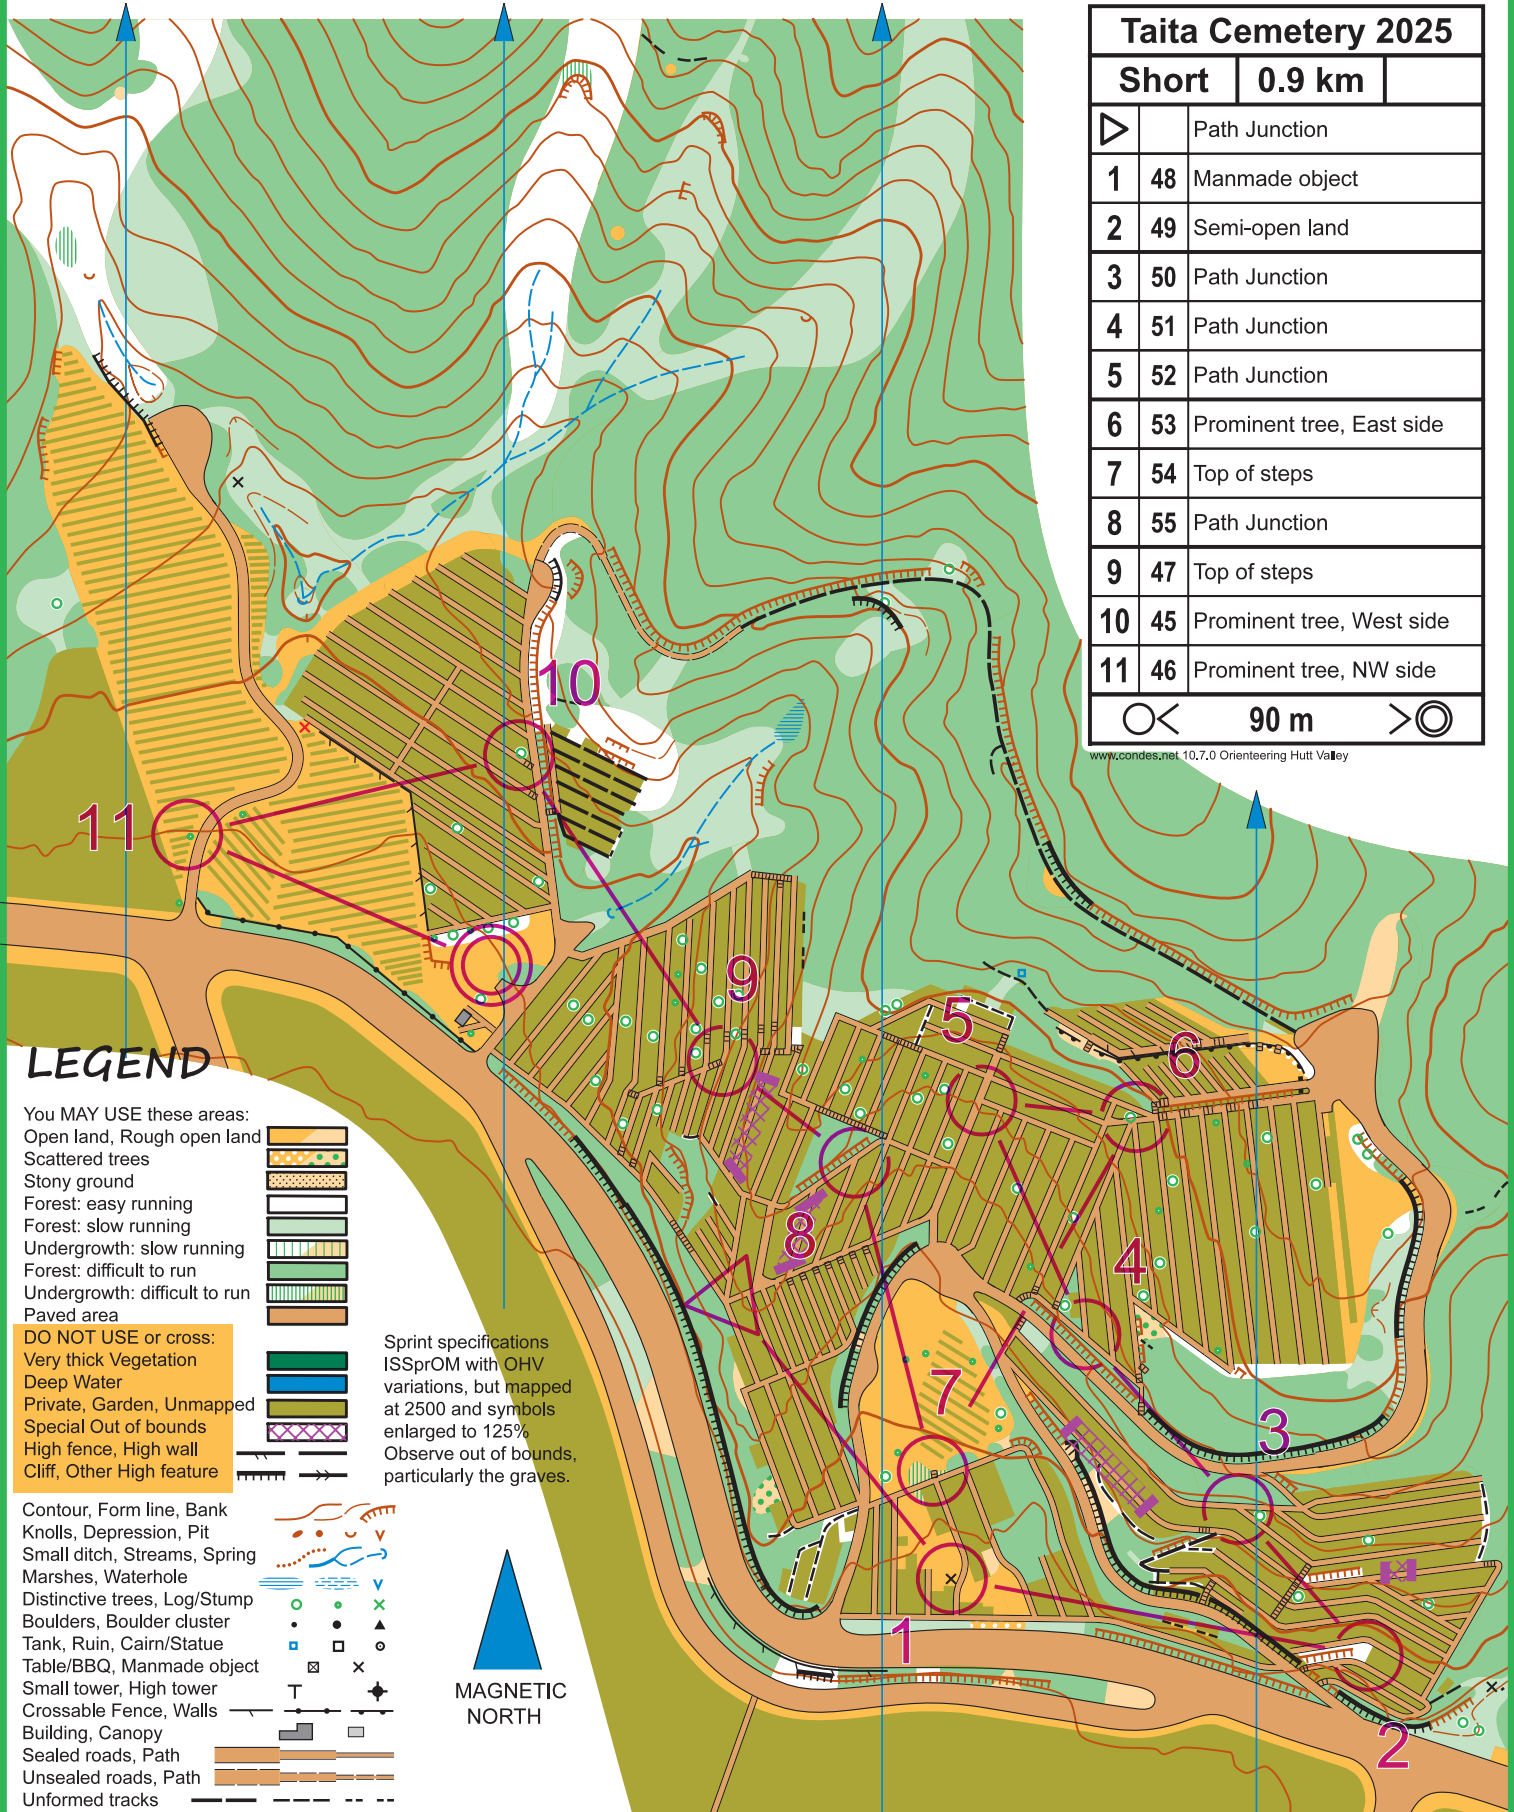 Taita Cemetery 2025
Short 0.9 km
Path Junction
1 48 Manmade object
2 49 Semi-open land
3 50 Path Junction
4 51 Path Junction
5 52 Path Junction
6 53 Prominent tree, East side
7 54 Top of steps
8 55 Path Junction
9 47 Top of steps
10 45 Prominent tree, West side
11 46 Prominent tree, NW side
90 m
www.condes.net 10.7.0 Orienteering Hutt Valley
10
11
9
5
6
8
4
7
3
1
2
LEGEND
You MAY USE these areas:
Open land, Rough open land
Scattered trees
Stony ground
Forest: easy running
Forest: slow running
Undergrowth: slow running
Forest: difficult to run
Undergrowth: difficult to run
Paved area
DO NOT USE or cross:
Very thick Vegetation
Deep Water
Private, Garden, Unmapped
Special Out of bounds
High fence, High wall
Cliff, Other High feature
Contour, Form line, Bank
Knolls, Depression, Pit
Small ditch, Streams, Spring
Marshes, Waterhole
Distinctive trees, Log/Stump
Boulders, Boulder cluster
Tank, Ruin, Cairn/Statue
Table/BBQ, Manmade object
Small tower, High tower
Crossable Fence, Walls
Building, Canopy
Sealed roads, Path
Unsealed roads, Path
Unformed tracks
Sprint specifications
ISSprOM with OHV
variations, but mapped
at 2500 and symbols
enlarged to 125%
Observe out of bounds,
particularly the graves.
MAGNETIC
NORTH